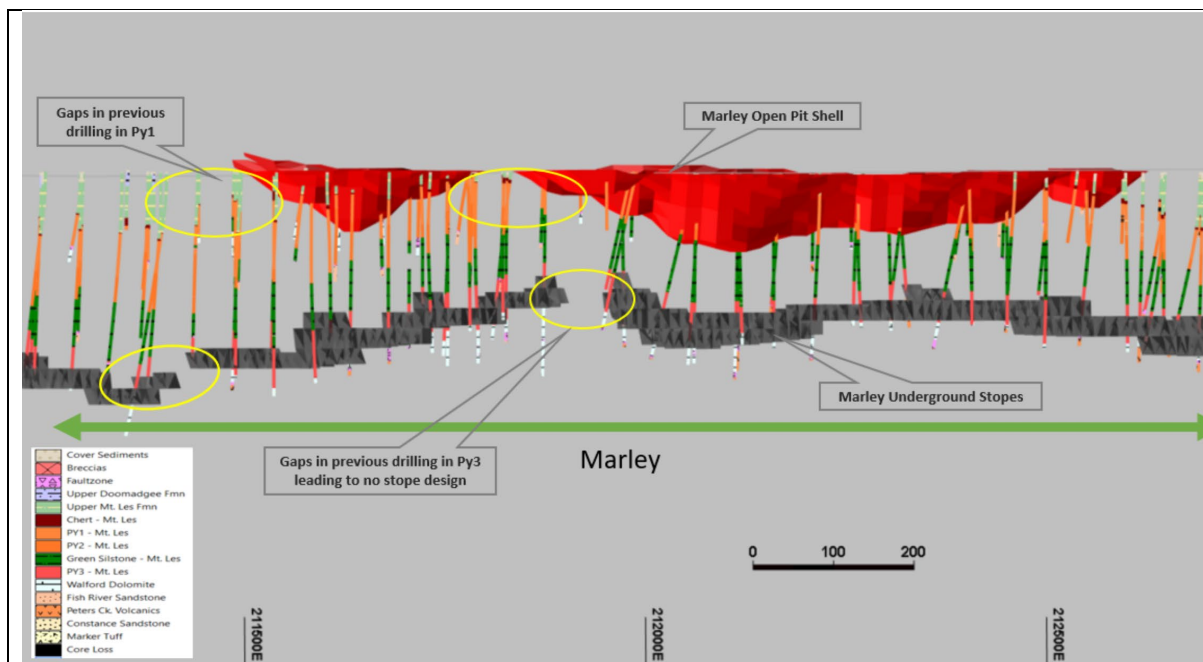 Gaps in previous
drilling in Py1
Marley Open Pit Shell
Marley Underground Stopes
Gaps in previous drilling in Py3
leading to no stope design
Marley
Cover Sediments
Breccias
Faultzone
Upper Doomadgee Fmn
Upper Mt. Les Fmn
Chert - Mt. Les
PY1 - Mt. Les
PY2 - Mt. Les
Green Silstone - Mt. Les
PY3 - Mt. Les
Walford Dolomite
Fish River Sandstone
Peters Ck. Volcanics
Constance Sandstone
Marker Tuff
Core Loss
0 100 200
211500E
212000E
212500E